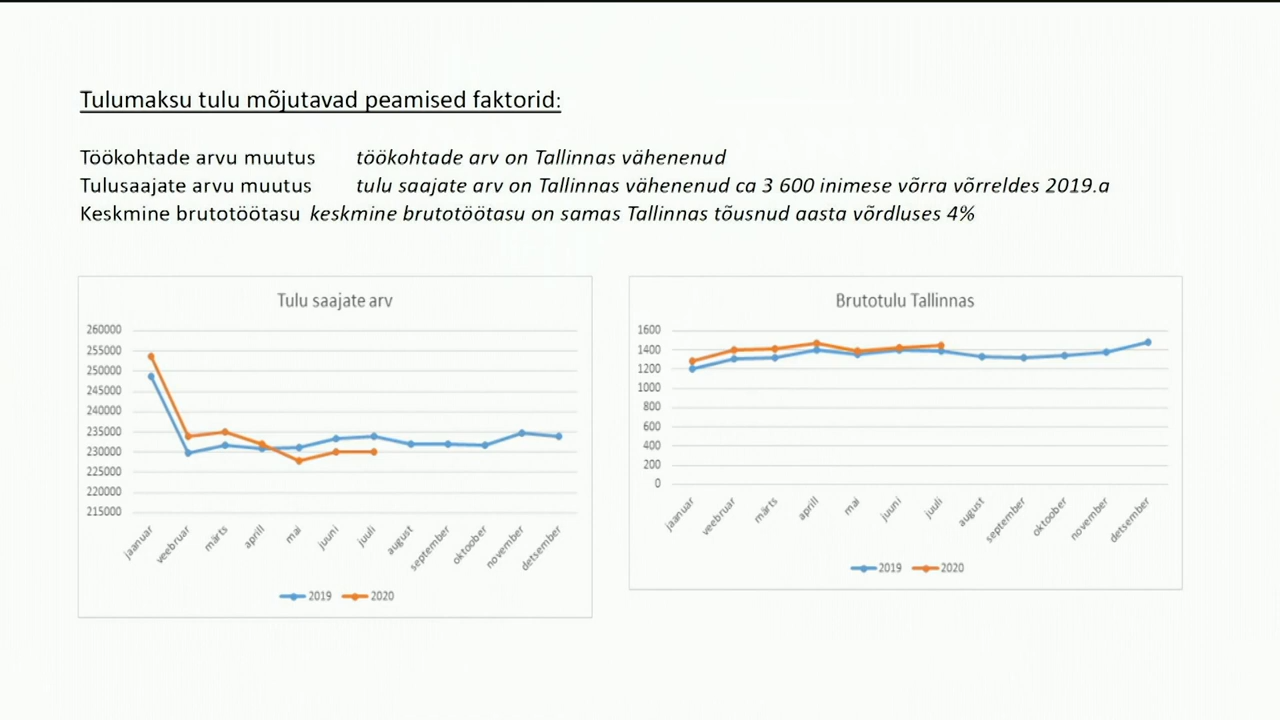 Tulumaksu tulu mõjutavad peamised faktorid:
Töökohtade arvu muutus töökohtade arv on Tallinnas vähenenud
Tulusaajate arvu muutus tulu saajate arv on Tallinnas vähenenud ca 3 600 inimese võrra võrreldes 2019.a
Keskmine brutotöötasu keskmine brutotöötasu on samas Tallinnas tõusnud aasta võrdluses 4%
Tulu saajate arv
260000
255000
250000
245000
240000
235000
230000
225000
220000
215000
jaanuar veebruar märts aprill mai juuni juuli august september oktoober november detsember
2019 2020
Brutotulu Tallinnas
1600
1400
1200
1000
800
600
400
200
0
jaanuar veebruar märts aprill mai juuni juuli august september oktoober november detsember
2019 2020